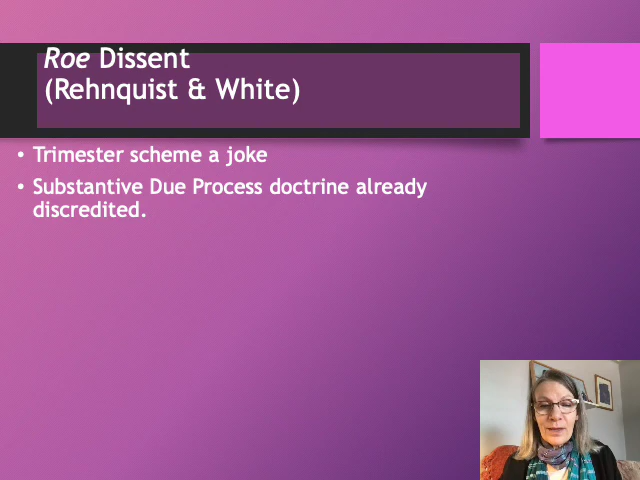 Roe Dissent
(Rehnquist & White)
• Trimester scheme a joke
• Substantive Due Process doctrine already
discredited.